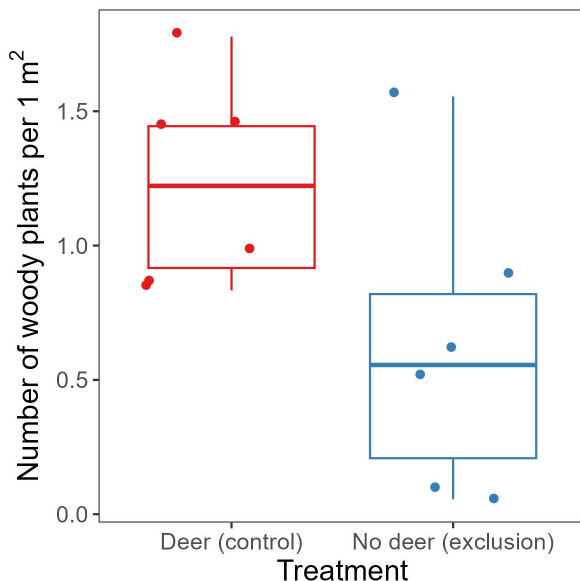 Number of woody plants per 1 m²
1.5
1.0
0.5
0.0
Deer (control)
No deer (exclusion)
Treatment